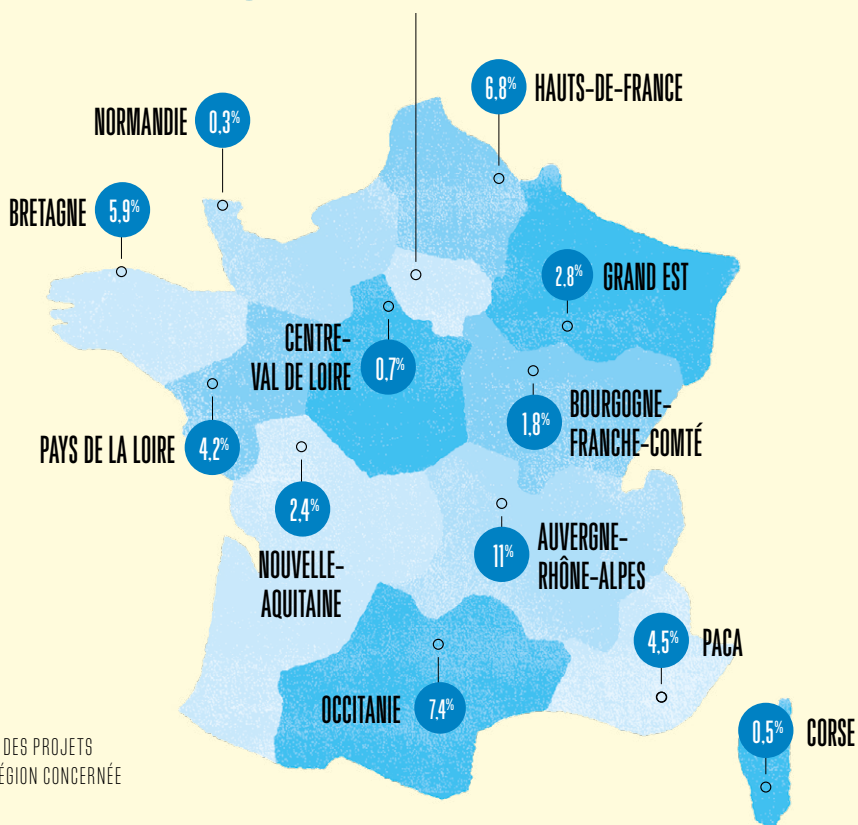 6,8% HAUTS-DE-FRANCE
NORMANDIE 0,3%
BRETAGNE 5,9%
2,8% GRAND EST
CENTRE-
VAL DE LOIRE
0,7%
1,8%
BOURGOGNE-
FRANCHE-COMTÉ
PAYS DE LA LOIRE 4,2%
2,4%
NOUVELLE-
AQUITAINE
11%
AUVERGNE-
RHÔNE-ALPES
4,5% PACA
OCCITANIE 7,4%
0,5% CORSE
DES PROJETS
ÉGION CONCERNÉE